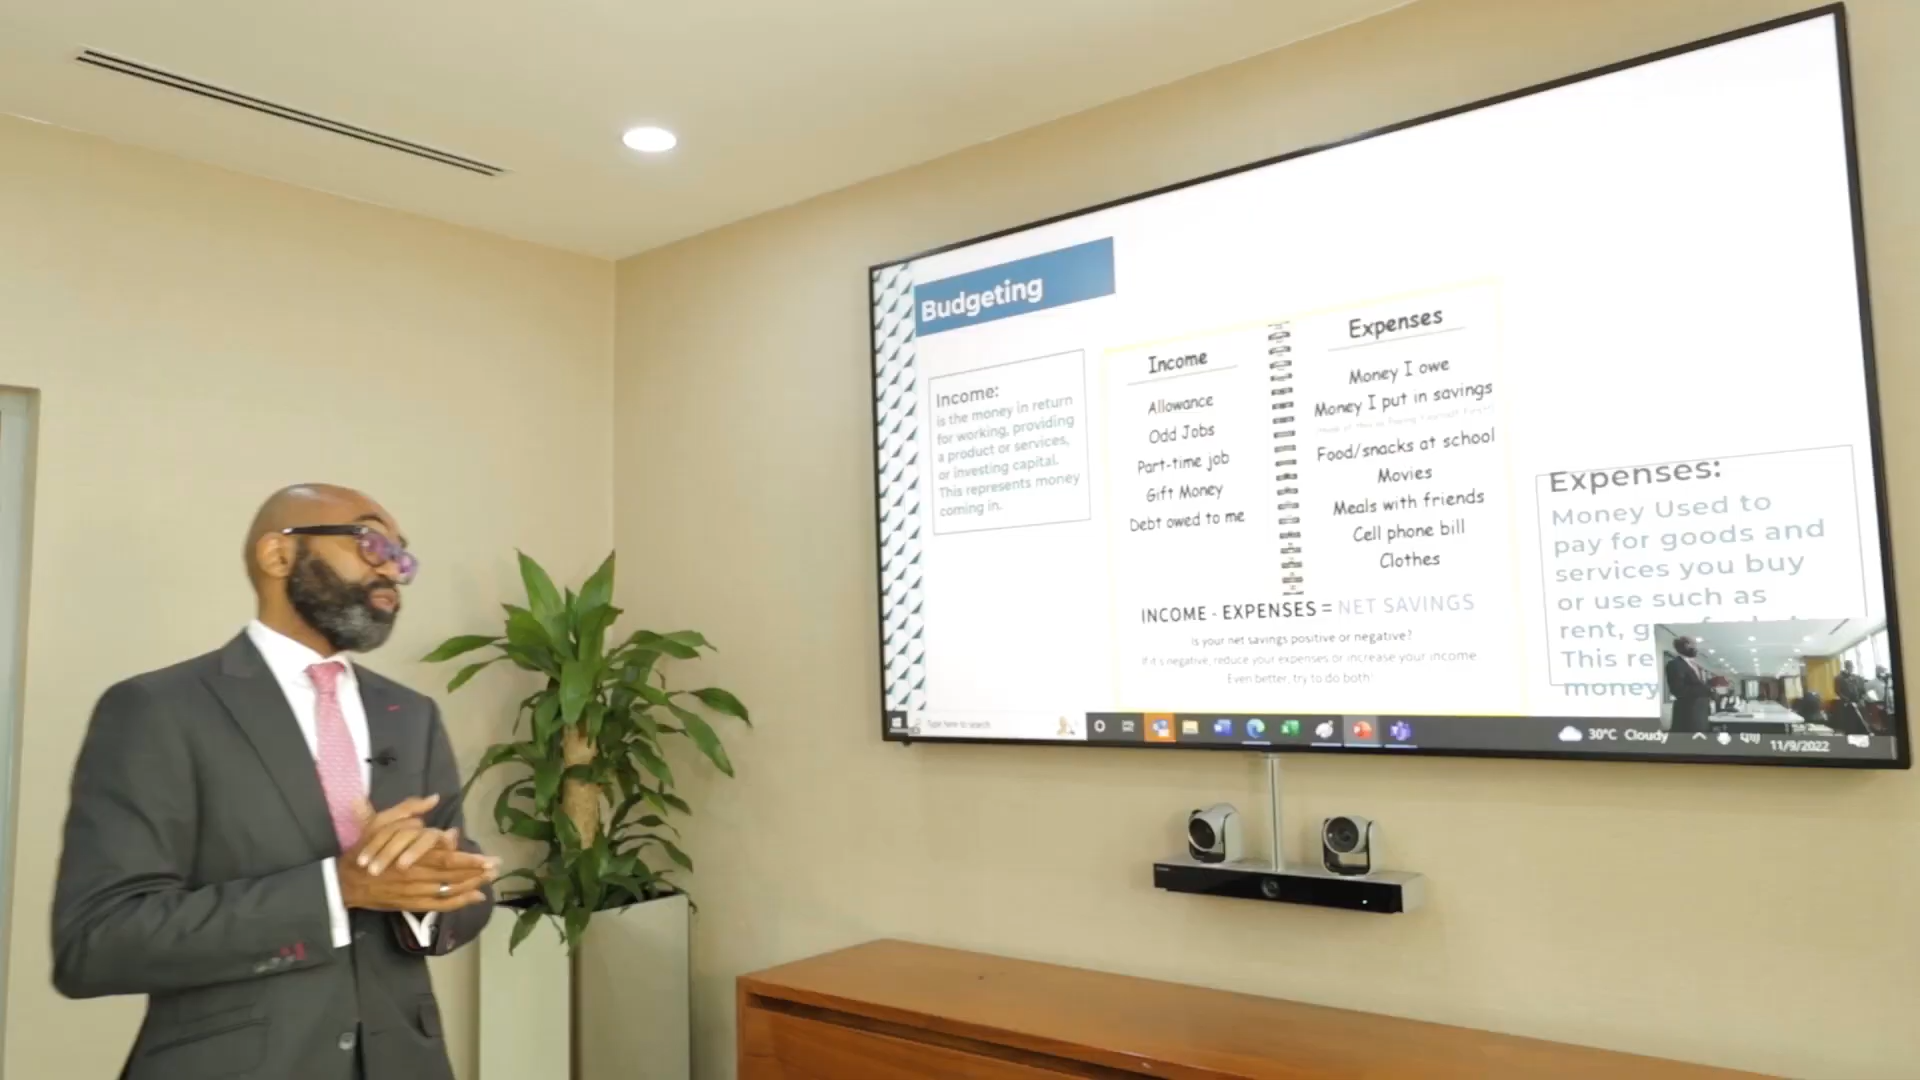 Budgeting
Income:
is the money in return
for working, providing
a product or services,
or investing capital.
This represents money
coming in.
Income
Allowance
Odd Jobs
Part-time job
Gift Money
Debt owed to me
Expenses
Money I owe
Money I put in savings
Food/snacks at school
Movies
Meals with friends
Cell phone bill
Clothes
INCOME - EXPENSES = NET SAVINGS
Is your net savings positive or negative?
If it's negative, reduce your expenses or increase your income
Even better, try to do both!
Expenses:
Money Used to
pay for goods and
services you buy
or use such as
rent,
This
money
Type here to search
30°C Cloudy
11/9/2022